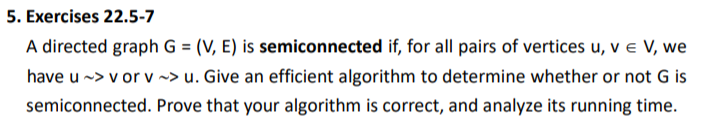 5. Exercises 22.5-7
A directed graph G = (V, E) is semiconnected if, for all pairs of vertices u, v ϵ V, we
have u ~> v or v ~> u. Give an efficient algorithm to determine whether or not G is
semiconnected. Prove that your algorithm is correct, and analyze its running time.